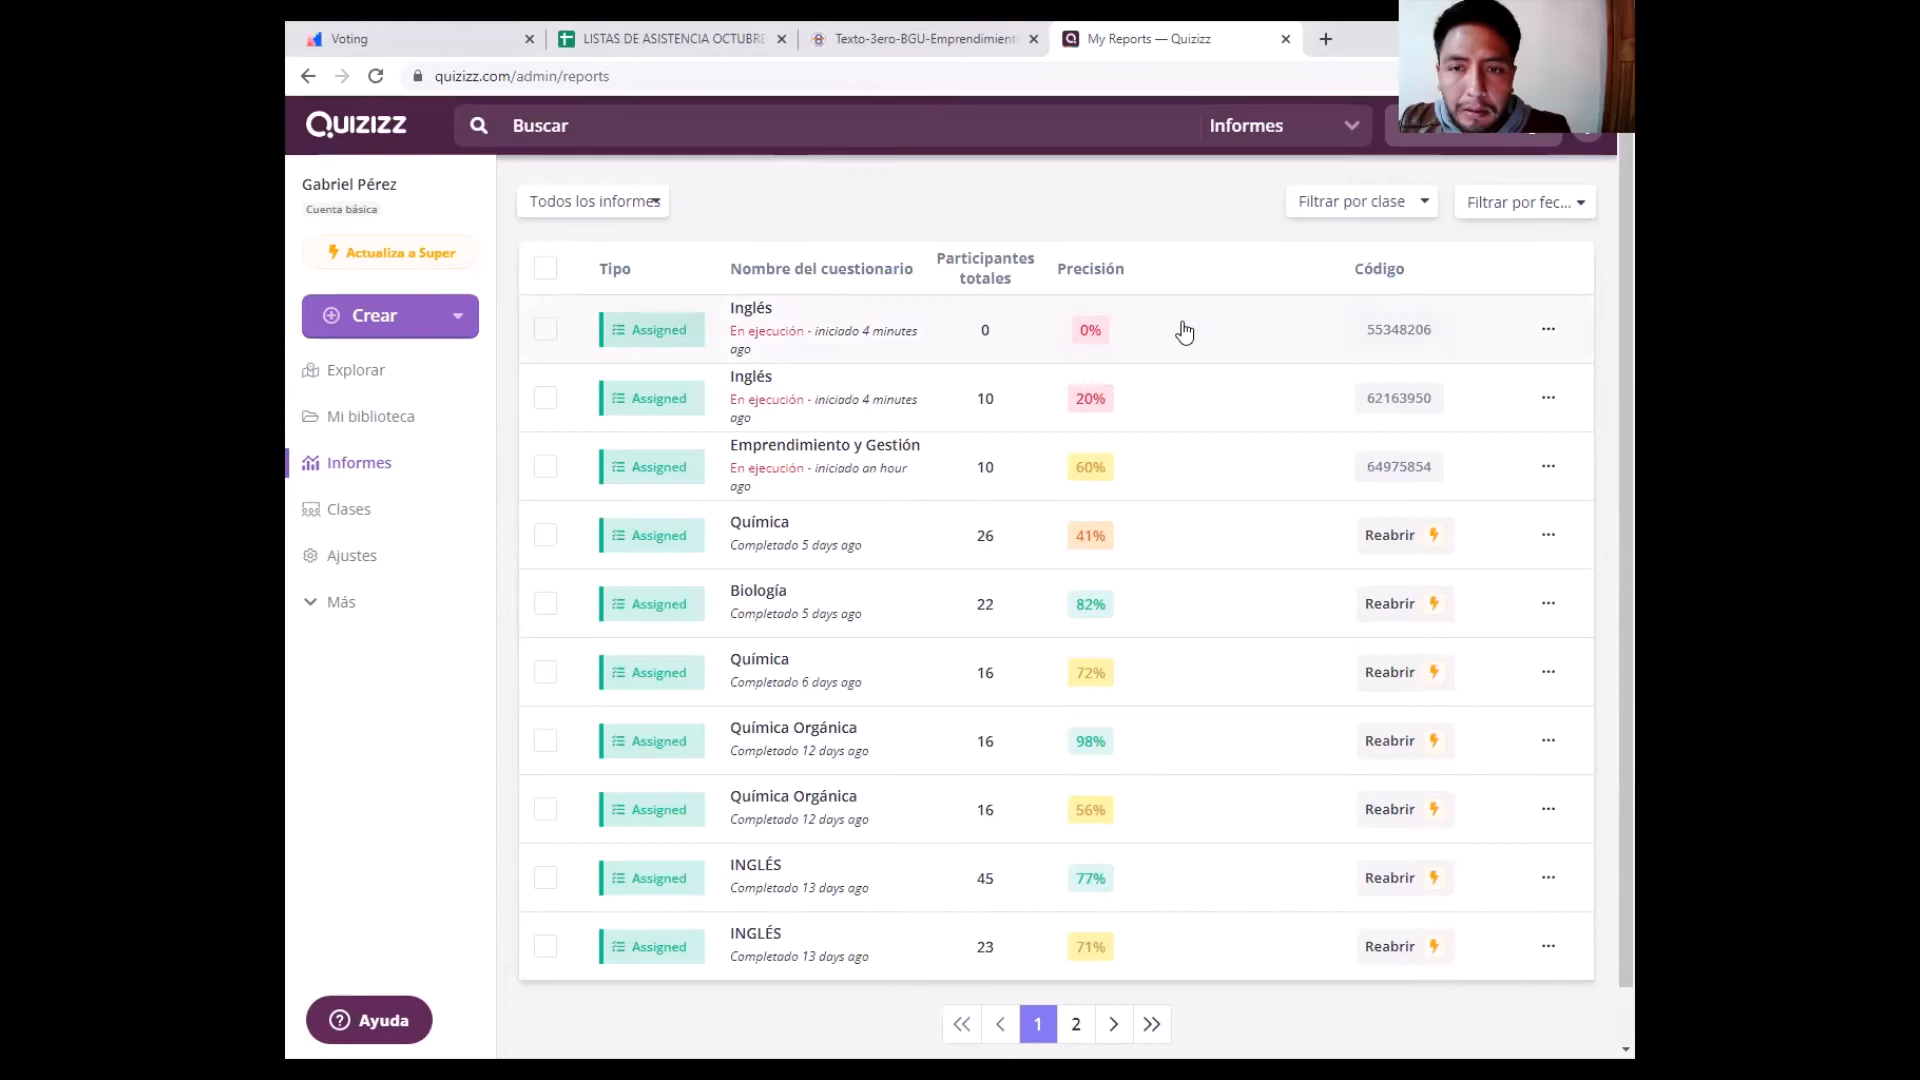 Voting
LISTAS DE ASISTENCIA OCTUBRE
Texto-3ero-BGU-Emprendimient
My Reports — Quizizz
quizizz.com/admin/reports
QUIZIZZ
Buscar
Informes
Gabriel Pérez
Cuenta básica
Actualiza a Super
Crear
Explorar
Mi biblioteca
Informes
Clases
Ajustes
Más
Ayuda
Todos los informes
Filtrar por clase
Filtrar por fec...
Tipo
Nombre del cuestionario
Participantes
totales
Precisión
Código
Assigned
Inglés
En ejecución - iniciado 4 minutes
ago
0
0%
55348206
Assigned
Inglés
En ejecución - iniciado 4 minutes
ago
10
20%
62163950
Assigned
Emprendimiento y Gestión
En ejecución - iniciado an hour
ago
10
60%
64975854
Assigned
Química
Completado 5 days ago
26
41%
Reabrir
Assigned
Biología
Completado 5 days ago
22
82%
Reabrir
Assigned
Química
Completado 6 days ago
16
72%
Reabrir
Assigned
Química Orgánica
Completado 12 days ago
16
98%
Reabrir
Assigned
Química Orgánica
Completado 12 days ago
16
56%
Reabrir
Assigned
INGLÉS
Completado 13 days ago
45
77%
Reabrir
Assigned
INGLÉS
Completado 13 days ago
23
71%
Reabrir
1
2